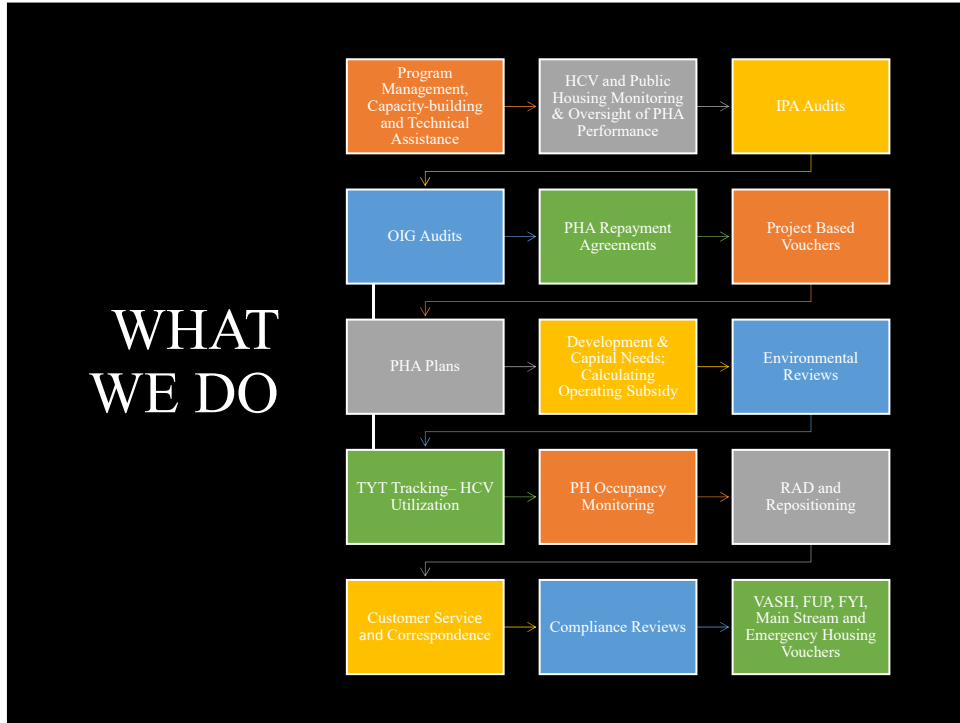 WHAT
WE DO
Program
Management,
Capacity-building
and Technical
Assistance
HCV and Public
Housing Monitoring
& Oversight of PHA
Performance
IPA Audits
OIG Audits
PHA Repayment
Agreements
Project Based
Vouchers
PHA Plans
Development &
Capital Needs;
Calculating
Operating Subsidy
Environmental
Reviews
TYT Tracking– HCV
Utilization
PH Occupancy
Monitoring
RAD and
Repositioning
Customer Service
and Correspondence
Compliance Reviews
VASH, FUP, FYI,
Main Stream and
Emergency Housing
Vouchers